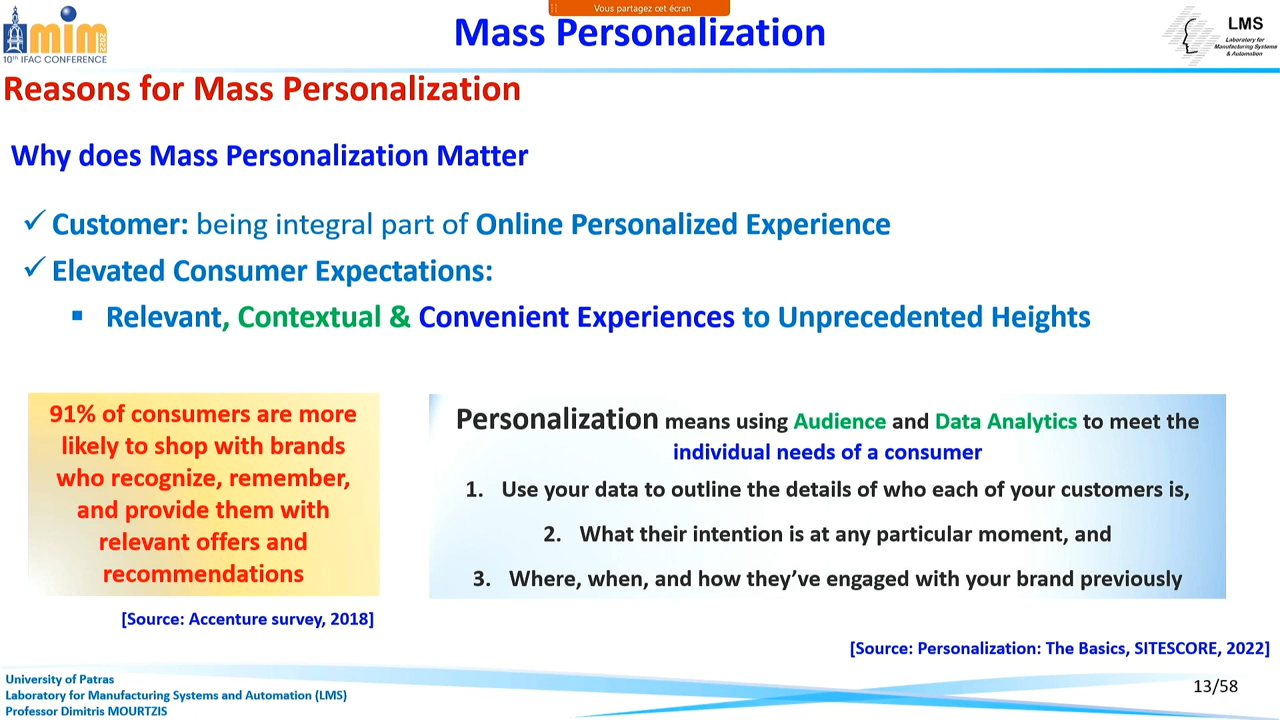 Vous partagez cet écran
Mass Personalization
mim
2022
10th IFAC CONFERENCE
LMS
Laboratory for
Manufacturing Systems
& Automation
Reasons for Mass Personalization
Why does Mass Personalization Matter
✓ Customer: being integral part of Online Personalized Experience
✓ Elevated Consumer Expectations:
▪ Relevant, Contextual & Convenient Experiences to Unprecedented Heights
91% of consumers are more
likely to shop with brands
who recognize, remember,
and provide them with
relevant offers and
recommendations
[Source: Accenture survey, 2018]
Personalization means using Audience and Data Analytics to meet the
individual needs of a consumer
1. Use your data to outline the details of who each of your customers is,
2. What their intention is at any particular moment, and
3. Where, when, and how they’ve engaged with your brand previously
[Source: Personalization: The Basics, SITESCORE, 2022]
University of Patras
Laboratory for Manufacturing Systems and Automation (LMS)
Professor Dimitris MOURTZIS
13/58